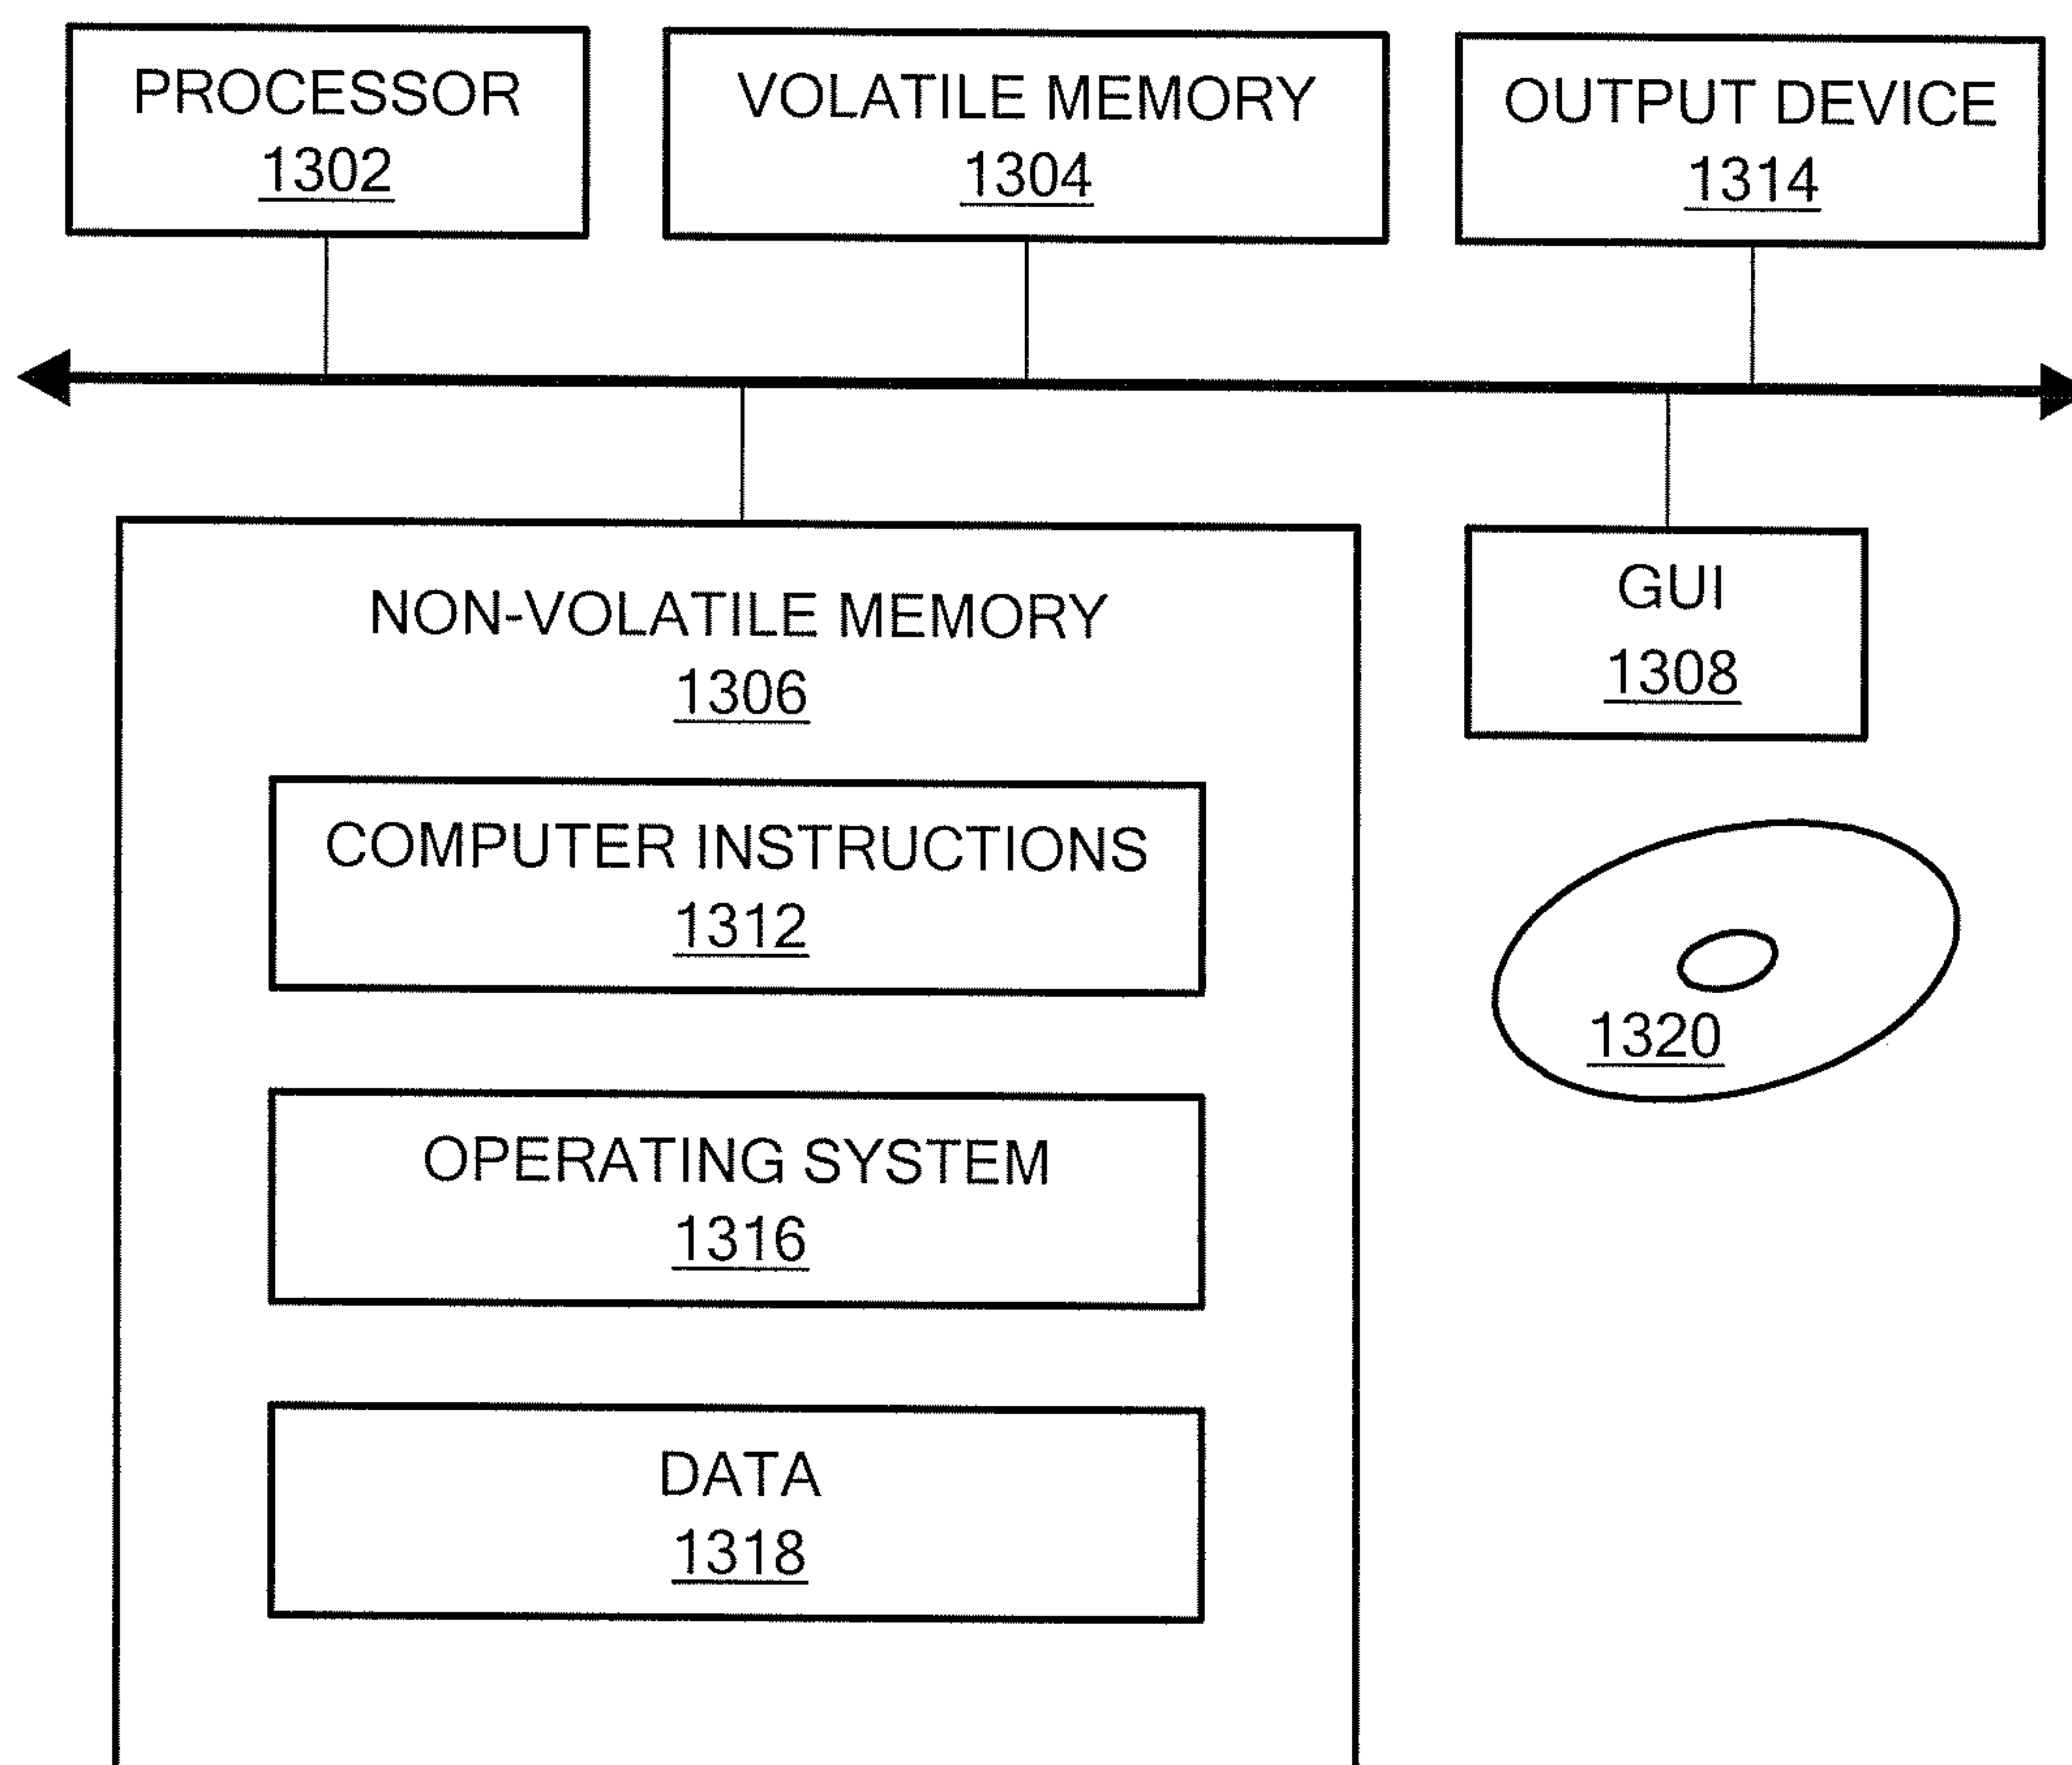 PROCESSOR
1302
VOLATILE MEMORY
1304
OUTPUT DEVICE
1314
NON-VOLATILE MEMORY
1306
GUI
1308
COMPUTER INSTRUCTIONS
1312
1320
OPERATING SYSTEM
1316
DATA
1318